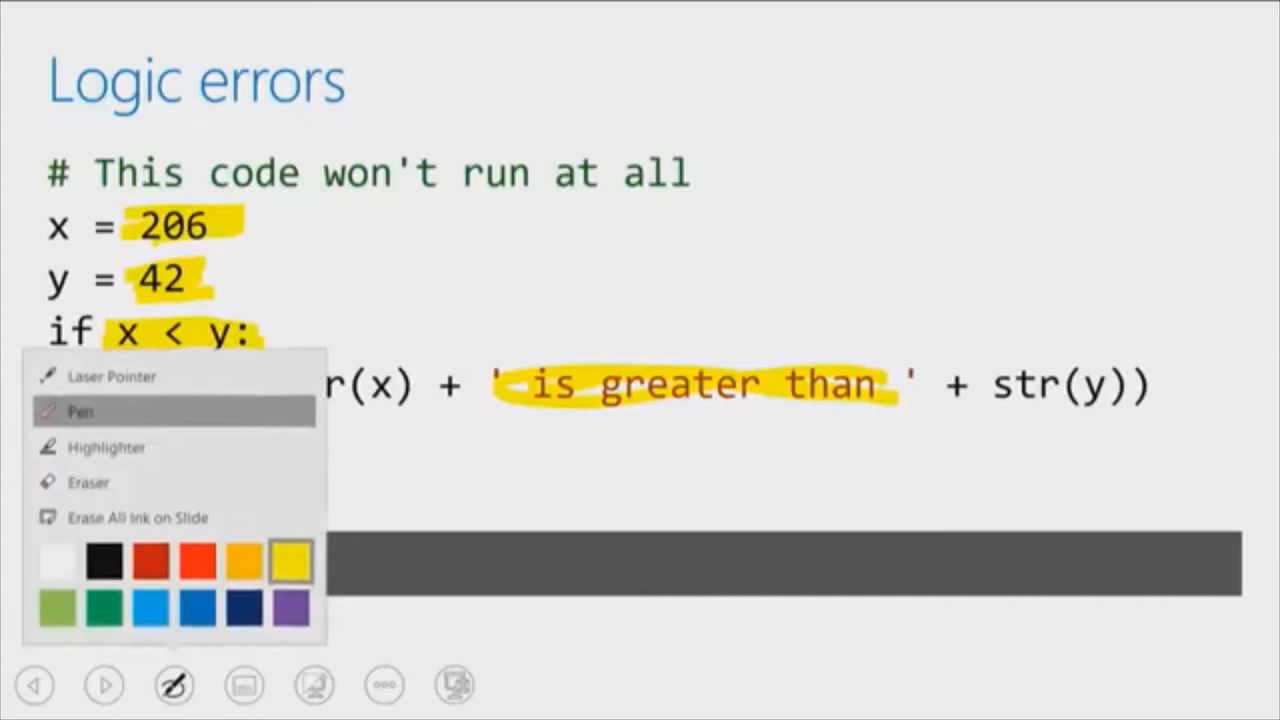 Logic errors
# This code won't run at all
x = 206
y = 42
if x < y:
r(x) + ' is greater than ' + str(y))
Laser Pointer
Pen
Highlighter
Eraser
Erase All Ink on Slide